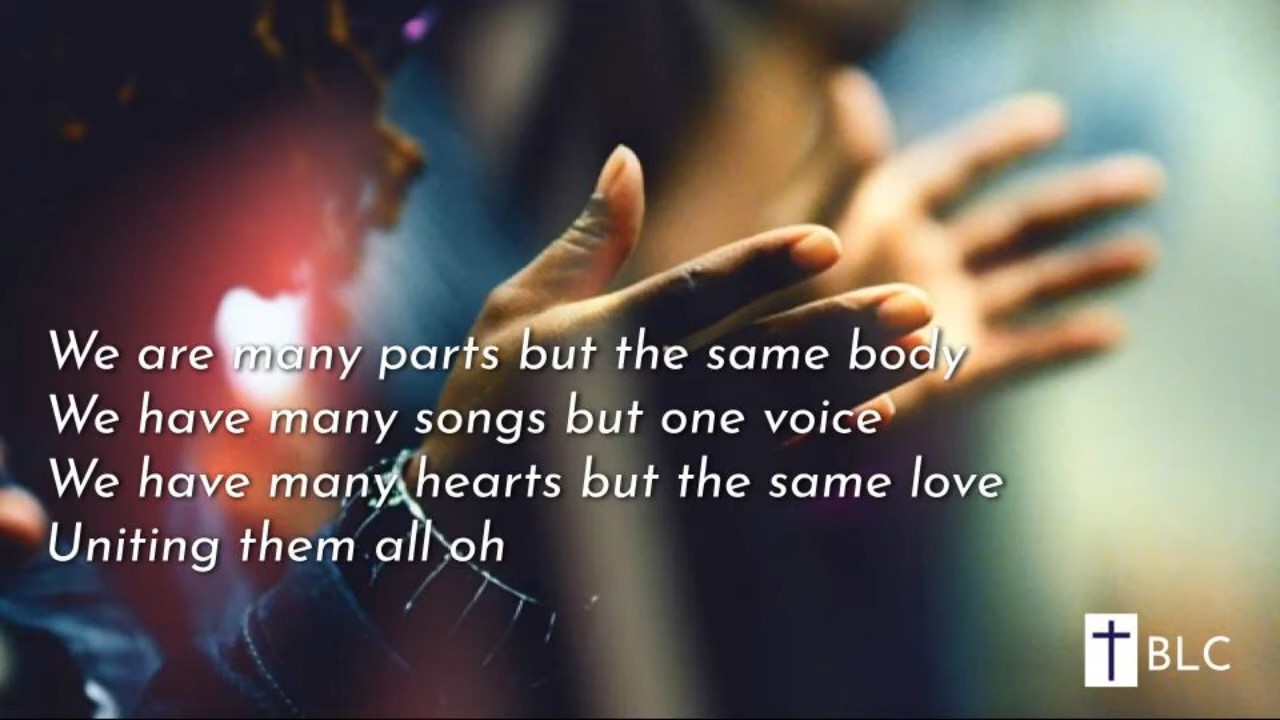 We are many parts but the same body
We have many songs but one voice
We have many hearts but the same love
Uniting them all oh
BLC